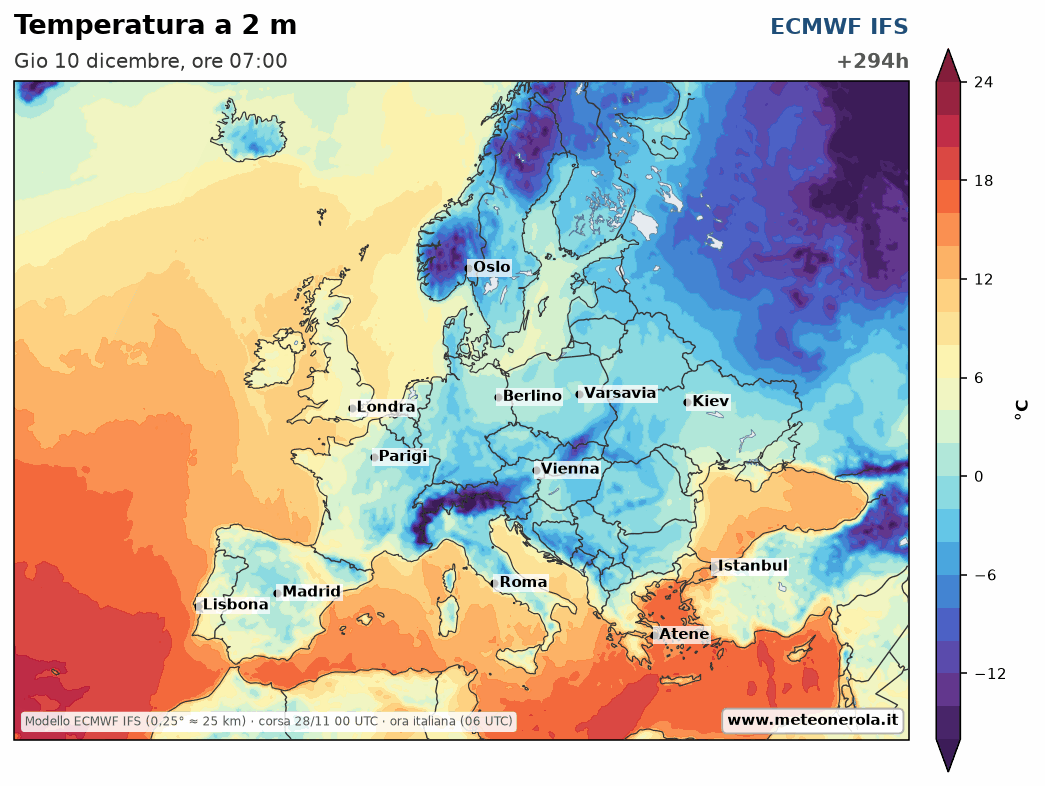 Temperatura a 2 m
ECMWF IFS
Gio 10 dicembre, ore 07:00
+294h
24
18
12
6
0
−6
−12
°C
Oslo
Berlino
Varsavia
Kiev
Londra
Parigi
Vienna
Istanbul
Roma
Madrid
Lisbona
Atene
Modello ECMWF IFS (0,25° ≈ 25 km) · corsa 28/11 00 UTC · ora italiana (06 UTC)
www.meteonerola.it